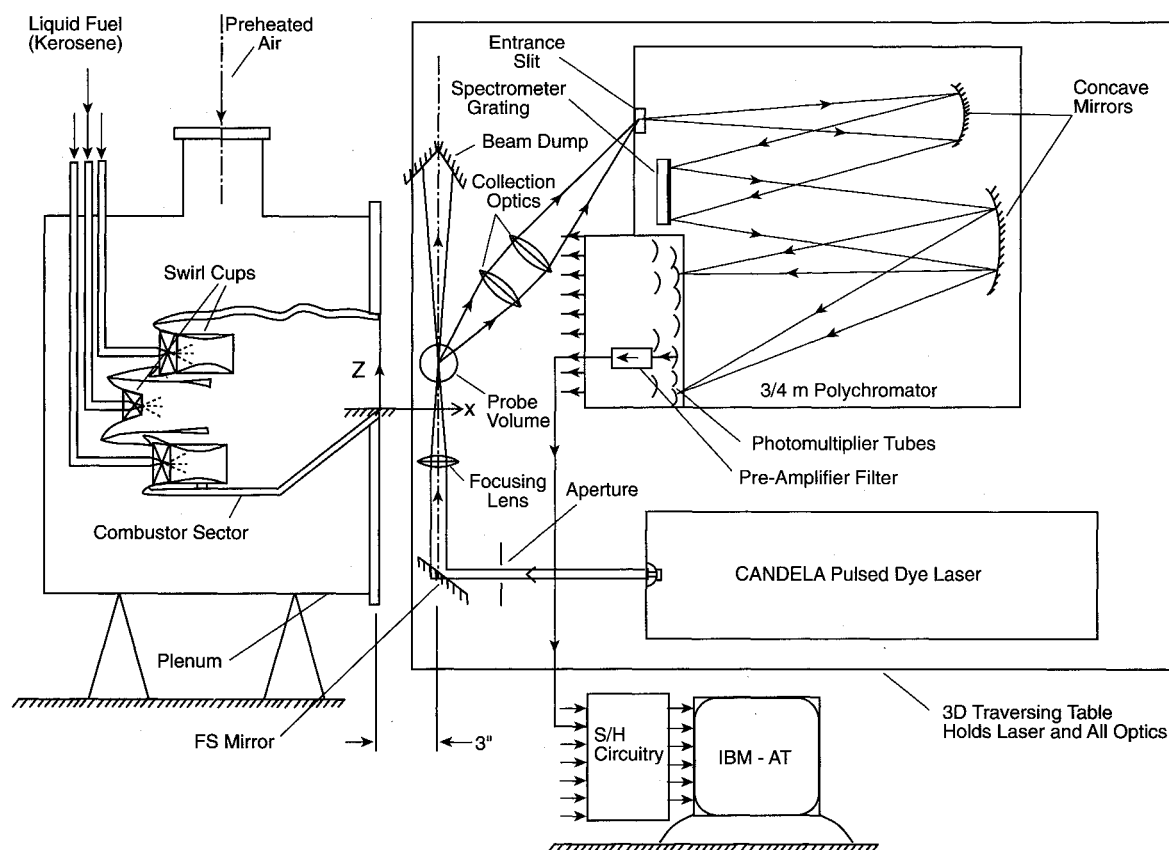 Liquid Fuel
(Kerosene)
Preheated
Air
Entrance
Slit
Spectrometer
Grating
Concave
Mirrors
Beam Dump
Collection
Optics
Swirl Cups
Z
x
Probe
Volume
3/4 m Polychromator
Photomultiplier Tubes
Pre-Amplifier Filter
Focusing
Lens
Aperture
Combustor Sector
CANDELA Pulsed Dye Laser
Plenum
FS Mirror
3"
S/H
Circuitry
IBM - AT
3D Traversing Table
Holds Laser and All Optics